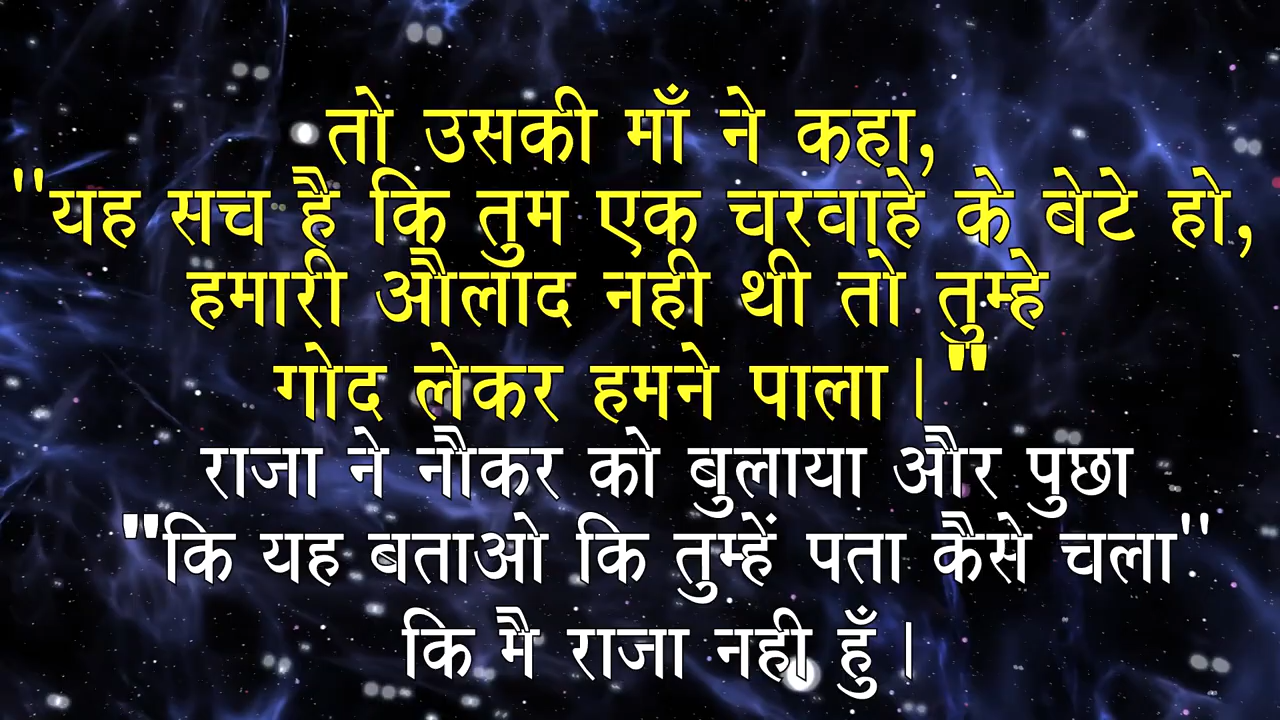 तो उसकी माँ ने कहा,
"यह सच है कि तुम एक चरवाहे के बेटे हो,
हमारी औलाद नही थी तो तुम्हे
गोद लेकर हमने पाला। "
राजा ने नौकर को बुलाया और पुछा
"कि यह बताओ कि तुम्हें पता कैसे चला"
कि मै राजा नही हुँ ।